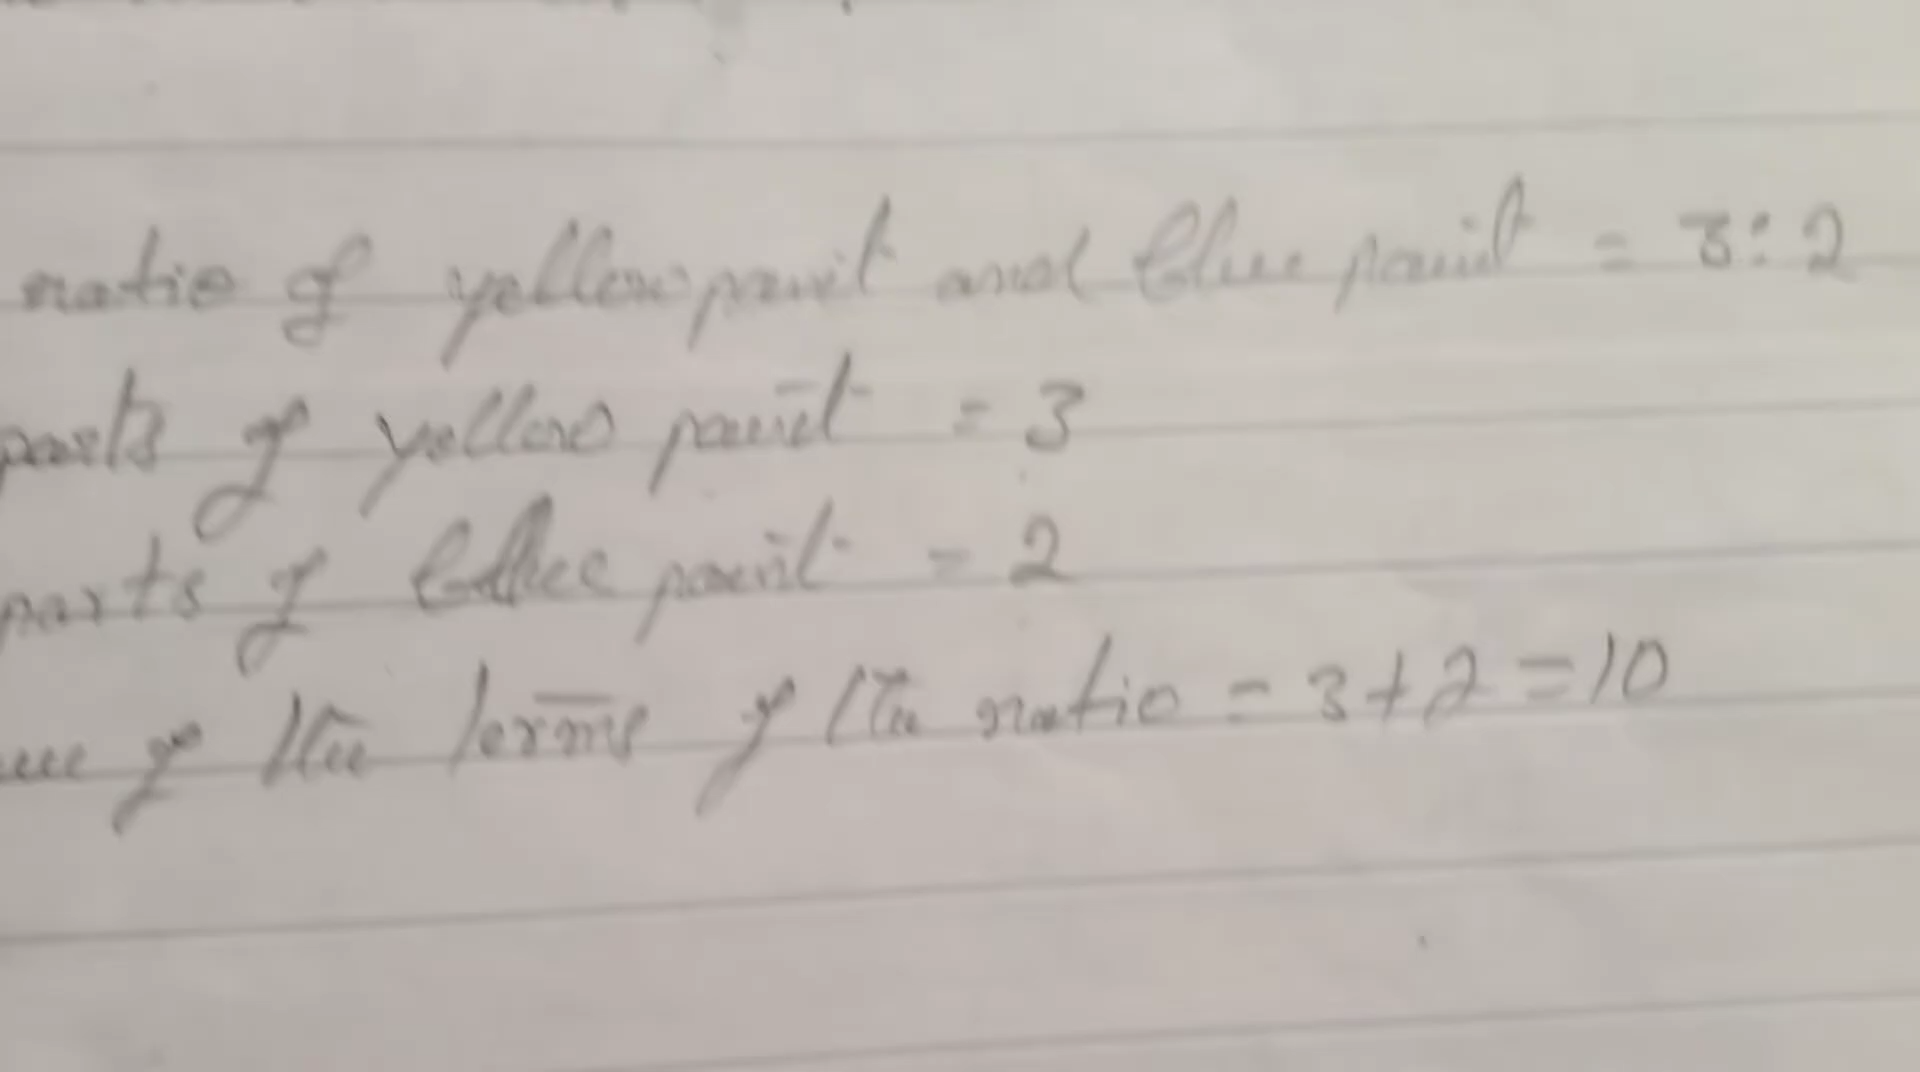 ratio of yellow paint and blue paint = 3:2
parts of yellow paint = 3
parts of blue paint = 2
of the terms of the ratio = 3+2=10